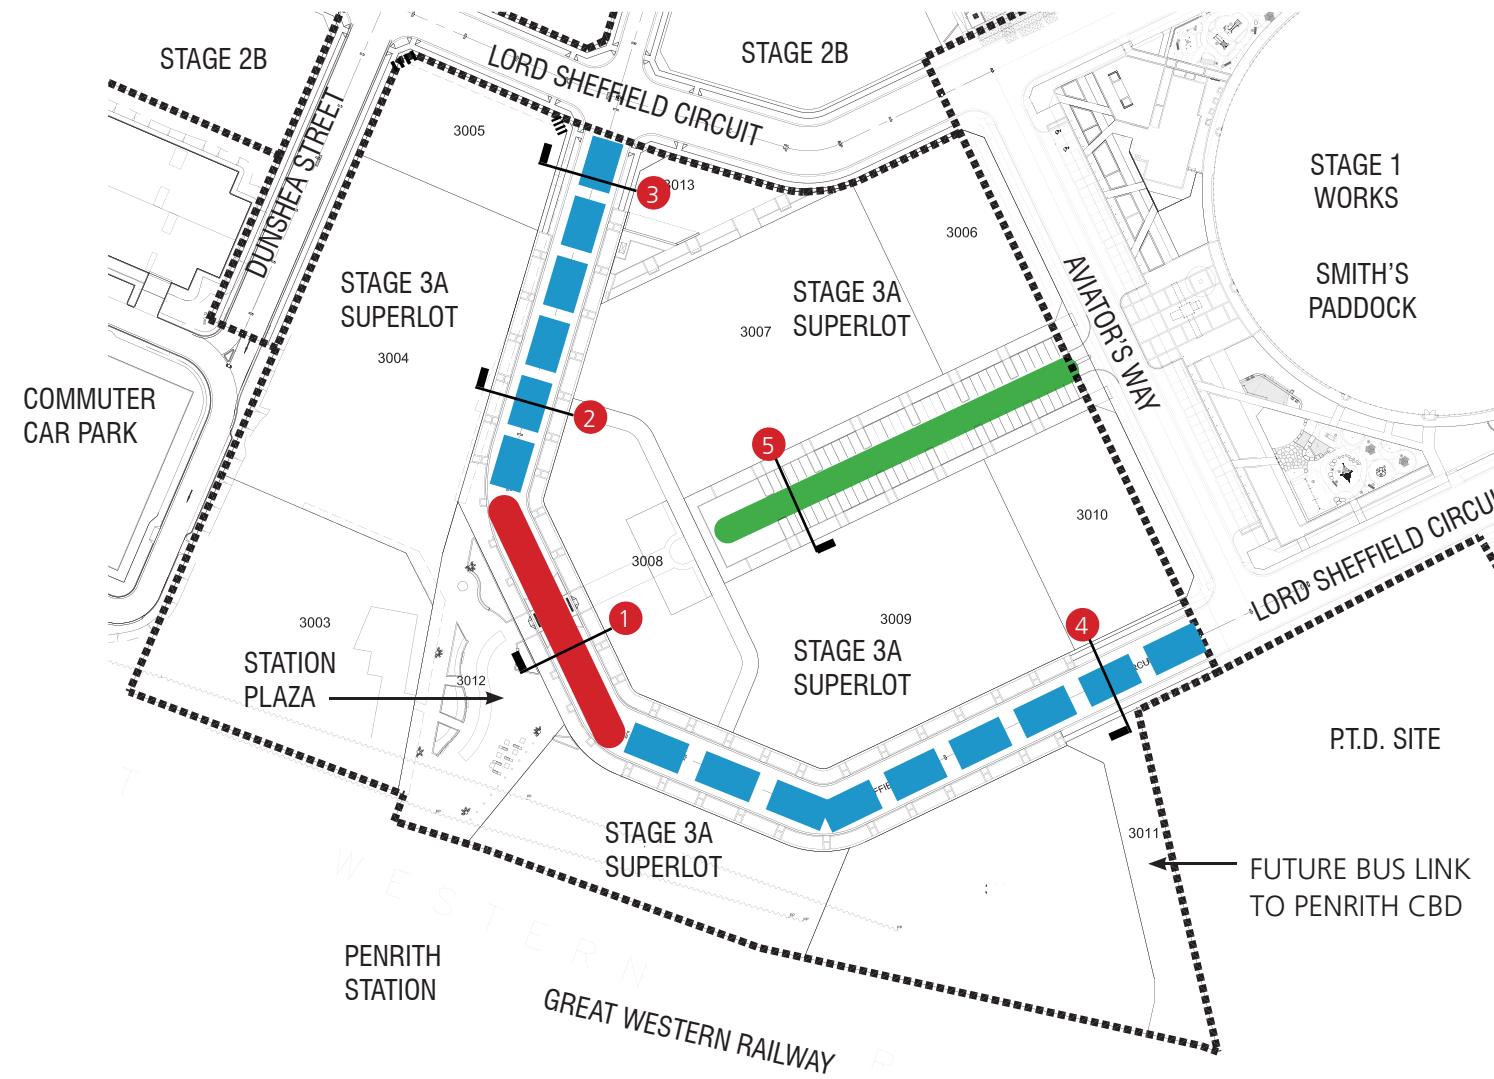 STAGE 2B
STAGE 2B
LORD SHEFFIELD CIRCUIT
DUNSHEA STREET
3005
3
3013
STAGE 1
WORKS
SMITH'S
PADDOCK
3006
AVIATOR'S WAY
STAGE 3A
SUPERLOT
3004
STAGE 3A
SUPERLOT
3007
COMMUTER
CAR PARK
2
5
3010
LORD SHEFFIELD CIRCUI
3008
3003
1
3009
4
STATION
PLAZA
3012
STAGE 3A
SUPERLOT
P.T.D. SITE
STAGE 3A
SUPERLOT
3011
FUTURE BUS LINK
TO PENRITH CBD
WESTERN
PENRITH
STATION
GREAT WESTERN RAILWAY